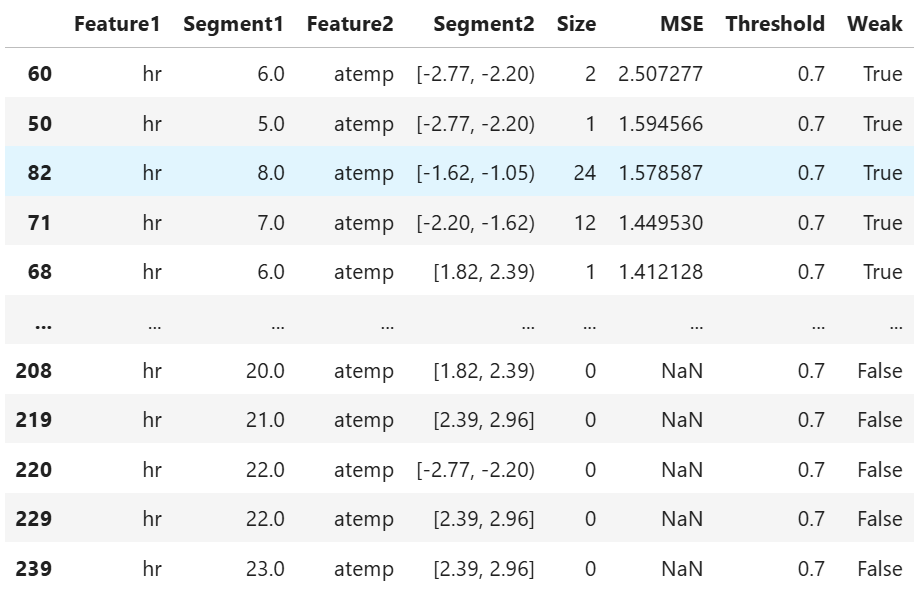 Feature1 Segment1 Feature2 Segment2 Size MSE Threshold Weak
60 hr 6.0 atemp [-2.77, -2.20) 2 2.507277 0.7 True
50 hr 5.0 atemp [-2.77, -2.20) 1 1.594566 0.7 True
82 hr 8.0 atemp [-1.62, -1.05) 24 1.578587 0.7 True
71 hr 7.0 atemp [-2.20, -1.62) 12 1.449530 0.7 True
68 hr 6.0 atemp [1.82, 2.39) 1 1.412128 0.7 True
... ... ... ... ... ... ... ... ...
208 hr 20.0 atemp [1.82, 2.39) 0 NaN 0.7 False
219 hr 21.0 atemp [2.39, 2.96] 0 NaN 0.7 False
220 hr 22.0 atemp [-2.77, -2.20) 0 NaN 0.7 False
229 hr 22.0 atemp [2.39, 2.96] 0 NaN 0.7 False
239 hr 23.0 atemp [2.39, 2.96] 0 NaN 0.7 False